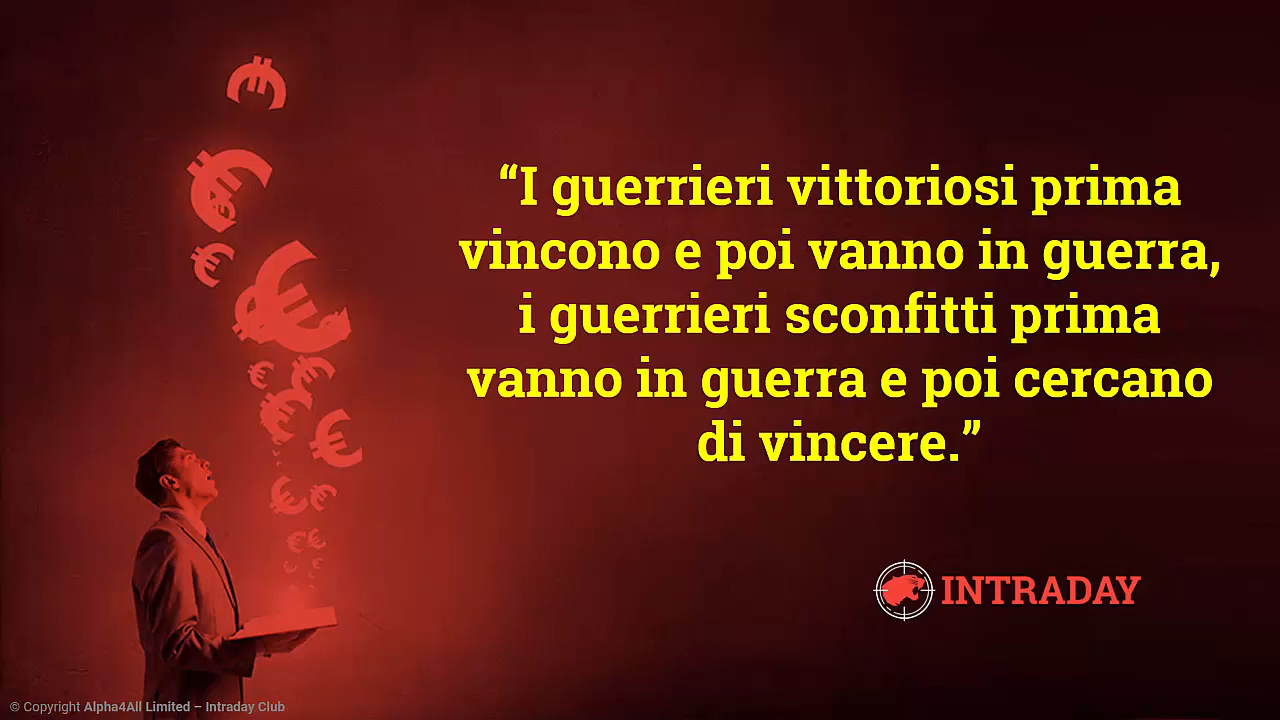 “I guerrieri vittoriosi prima
vincono e poi vanno in guerra,
i guerrieri sconfitti prima
vanno in guerra e poi cercano
di vincere.”
INTRADAY
© Copyright Alpha4All Limited – Intraday Club